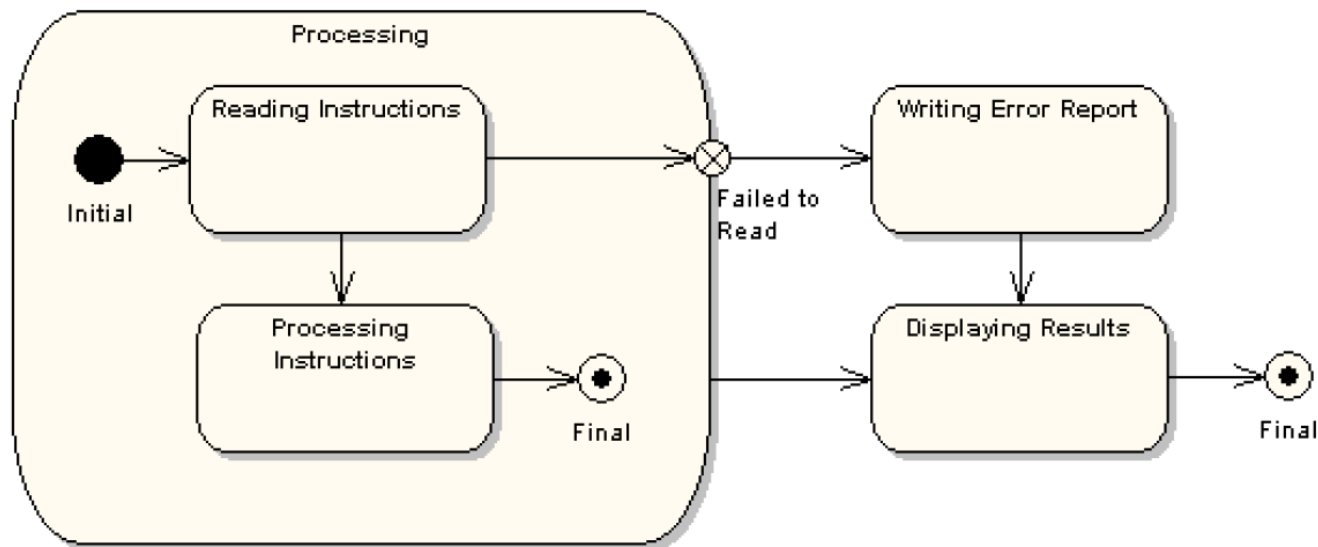 Processing
Reading Instructions
Writing Error Report
Initial
Failed to
Read
Processing
Instructions
Displaying Results
Final
Final